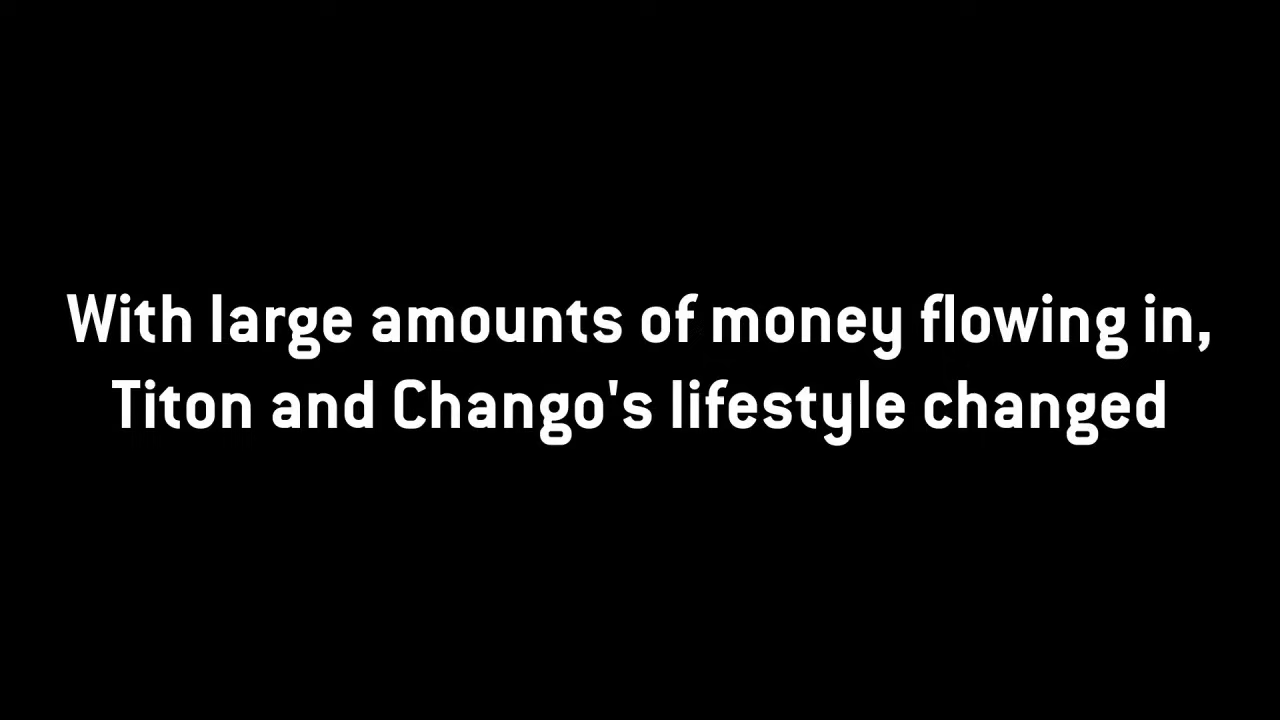 With large amounts of money flowing in,
Titon and Chango's lifestyle changed